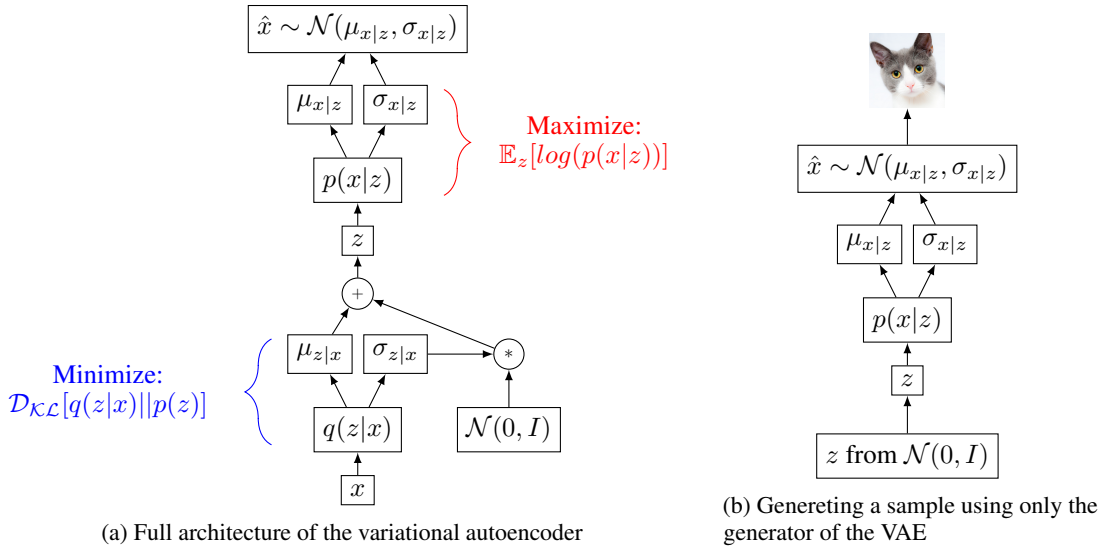 x̂ ∼ 𝒩(μ_{x|z}, σ_{x|z})
μ_{x|z} σ_{x|z}
Maximize:
𝔼_z[log(p(x|z))]
p(x|z)
z
+
μ_{z|x} σ_{z|x} *
Minimize:
𝒟_{𝒦ℒ}[q(z|x)||p(z)]
q(z|x) 𝒩(0, I)
x
(a) Full architecture of the variational autoencoder
x̂ ∼ 𝒩(μ_{x|z}, σ_{x|z})
μ_{x|z} σ_{x|z}
p(x|z)
z
z from 𝒩(0, I)
(b) Genereting a sample using only the
generator of the VAE